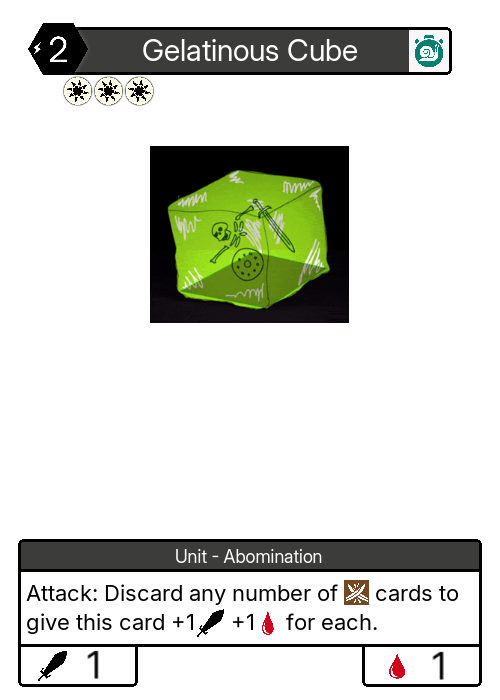 2
Gelatinous Cube
Unit - Abomination
Attack: Discard any number of cards to
give this card +1 +1 for each.
1
1